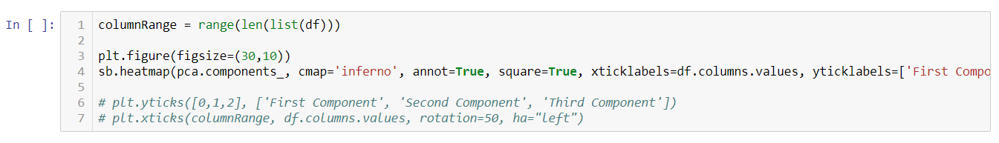 In [ ]:
1 columnRange = range(len(list(df)))
2
3 plt.figure(figsize=(30,10))
4 sb.heatmap(pca.components_, cmap='inferno', annot=True, square=True, xticklabels=df.columns.values, yticklabels=['First Compo
5
6 # plt.yticks([0,1,2], ['First Component', 'Second Component', 'Third Component'])
7 # plt.xticks(columnRange, df.columns.values, rotation=50, ha="left")